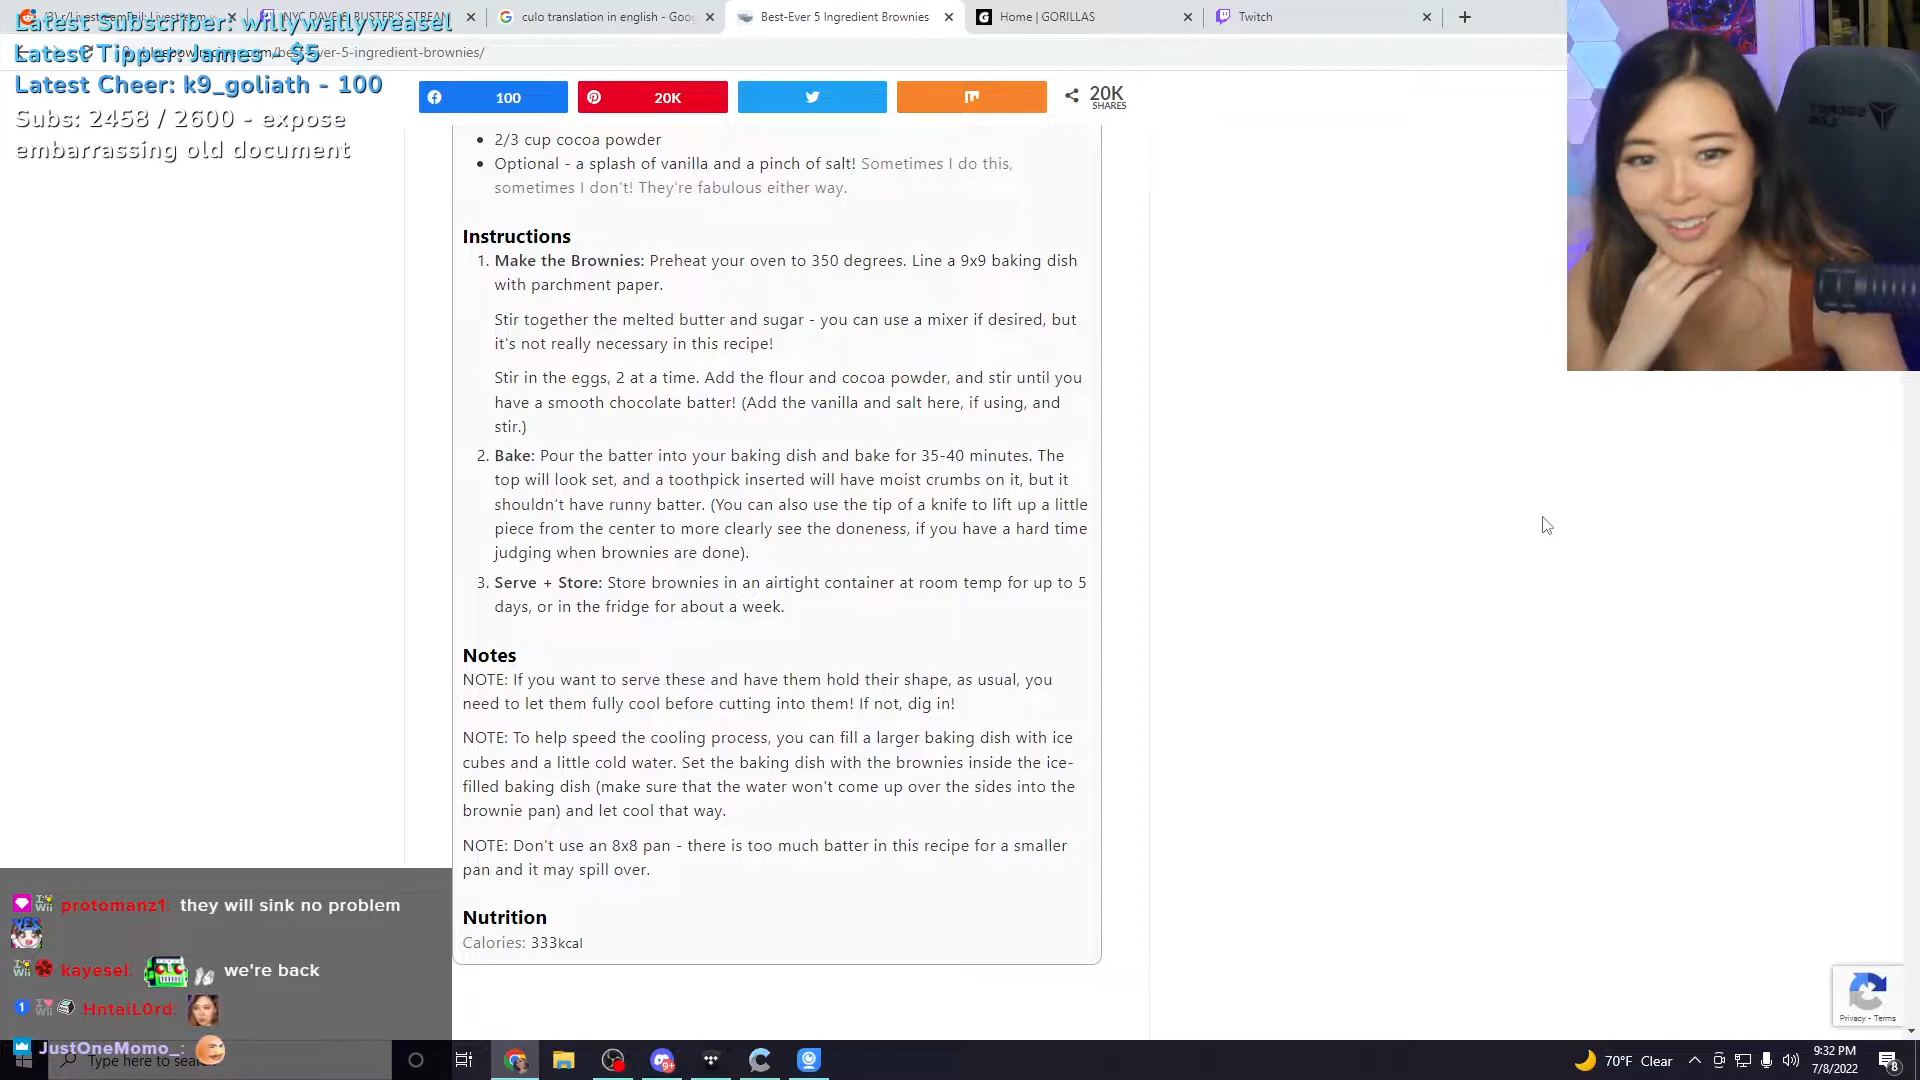 NYC DAVE & BUSTER'S STREAM
culo translation in english - Goo
Best-Ever 5 Ingredient Brownies
Home | GORILLAS
Twitch
Latest Subscriber: willywallyweasel
Latest Tipper: James - $5
ever-5-ingredient-brownies/
Latest Cheer: k9_goliath - 100
Subs: 2458 / 2600 - expose
embarrassing old document
100
20K
20K
SHARES
2/3 cup cocoa powder
Optional - a splash of vanilla and a pinch of salt! Sometimes I do this,
sometimes I don't! They're fabulous either way.
Instructions
1. Make the Brownies: Preheat your oven to 350 degrees. Line a 9x9 baking dish
with parchment paper.
Stir together the melted butter and sugar - you can use a mixer if desired, but
it's not really necessary in this recipe!
Stir in the eggs, 2 at a time. Add the flour and cocoa powder, and stir until you
have a smooth chocolate batter! (Add the vanilla and salt here, if using, and
stir.)
2. Bake: Pour the batter into your baking dish and bake for 35-40 minutes. The
top will look set, and a toothpick inserted will have moist crumbs on it, but it
shouldn't have runny batter. (You can also use the tip of a knife to lift up a little
piece from the center to more clearly see the doneness, if you have a hard time
judging when brownies are done).
3. Serve + Store: Store brownies in an airtight container at room temp for up to 5
days, or in the fridge for about a week.
Notes
NOTE: If you want to serve these and have them hold their shape, as usual, you
need to let them fully cool before cutting into them! If not, dig in!
NOTE: To help speed the cooling process, you can fill a larger baking dish with ice
cubes and a little cold water. Set the baking dish with the brownies inside the ice-
filled baking dish (make sure that the water won't come up over the sides into the
brownie pan) and let cool that way.
NOTE: Don't use an 8x8 pan - there is too much batter in this recipe for a smaller
pan and it may spill over.
Nutrition
Calories: 333kcal
protomanz1: they will sink no problem
YES
kayesel: we're back
HntaiL0rd:
JustOneMomo_:
Type here to sea
Privacy - Terms
70°F Clear
9:32 PM
7/8/2022
8